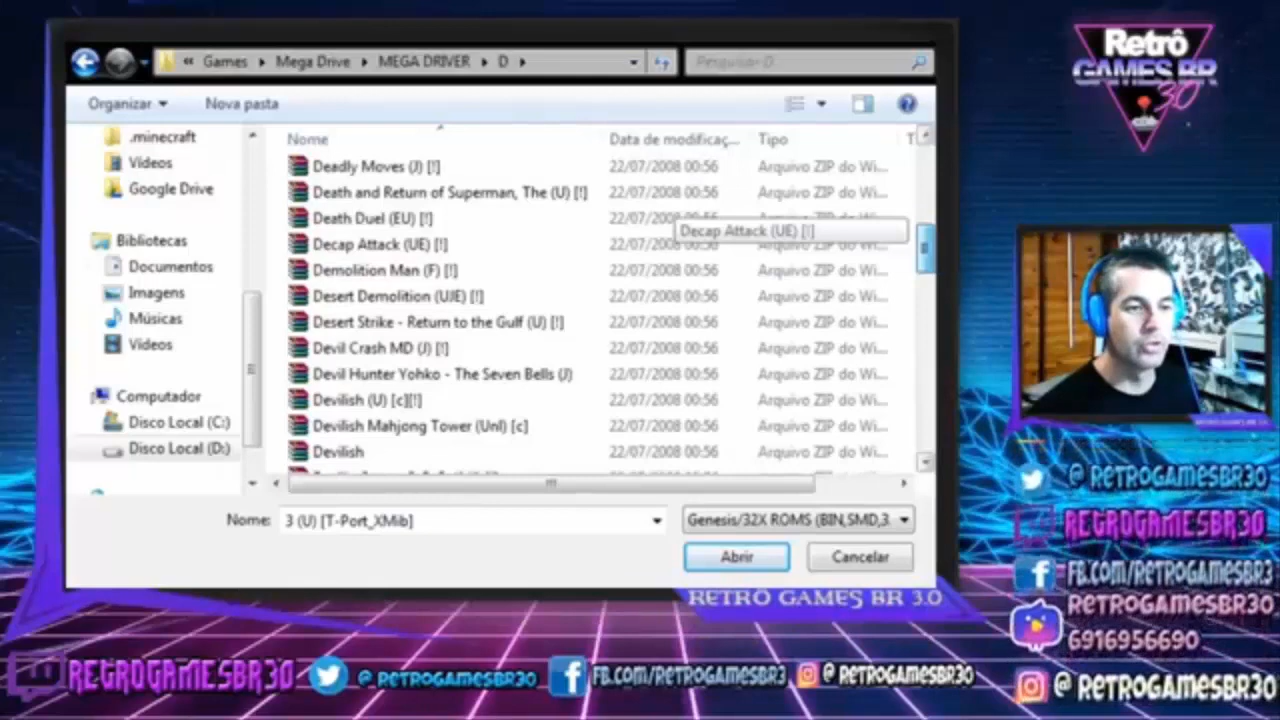 « Games ▸ Mega Drive ▸ MEGA DRIVER ▸ D ▸
Pesquisar D
Retrô
GAMES BR
3.0
Organizar
Nova pasta
.minecraft
Vídeos
Google Drive
Bibliotecas
Documentos
Imagens
Músicas
Vídeos
Computador
Disco Local (C:)
Disco Local (D:)
Nome Data de modificaç... Tipo T
Deadly Moves (J) [!] 22/07/2008 00:56 Arquivo ZIP do Wi...
Death and Return of Superman, The (U) [!] 22/07/2008 00:56 Arquivo ZIP do Wi...
Death Duel (EU) [!] 22/07/2008 00:56 Arquivo ZIP do Wi...
Decap Attack (UE) [!]
Decap Attack (UE) [!] 22/07/2008 00:56 Arquivo ZIP do Wi...
Demolition Man (F) [!] 22/07/2008 00:56 Arquivo ZIP do Wi...
Desert Demolition (UJE) [!] 22/07/2008 00:56 Arquivo ZIP do Wi...
Desert Strike - Return to the Gulf (U) [!] 22/07/2008 00:56 Arquivo ZIP do Wi...
Devil Crash MD (J) [!] 22/07/2008 00:56 Arquivo ZIP do Wi...
Devil Hunter Yohko - The Seven Bells (J) 22/07/2008 00:56 Arquivo ZIP do Wi...
Devilish (U) [c][!] 22/07/2008 00:56 Arquivo ZIP do Wi...
Devilish Mahjong Tower (Unl) [c] 22/07/2008 00:56 Arquivo ZIP do Wi...
Devilish 22/07/2008 00:56 Arquivo ZIP do Wi...
Nome: 3 (U) [T-Port_XMib] Genesis/32X ROMS (BIN,SMD,3
Abrir Cancelar
RETRÔ GAMES BR 3.0
@ RETROGAMESBR30
RETROGAMESBR30
FB.COM/RETROGAMESBR3
RETROGAMESBR30
6916956690
@ RETROGAMESBR30
RETROGAMESBR30 @ RETROGAMESBR30 FB.COM/RETROGAMESBR3 @ RETROGAMESBR30